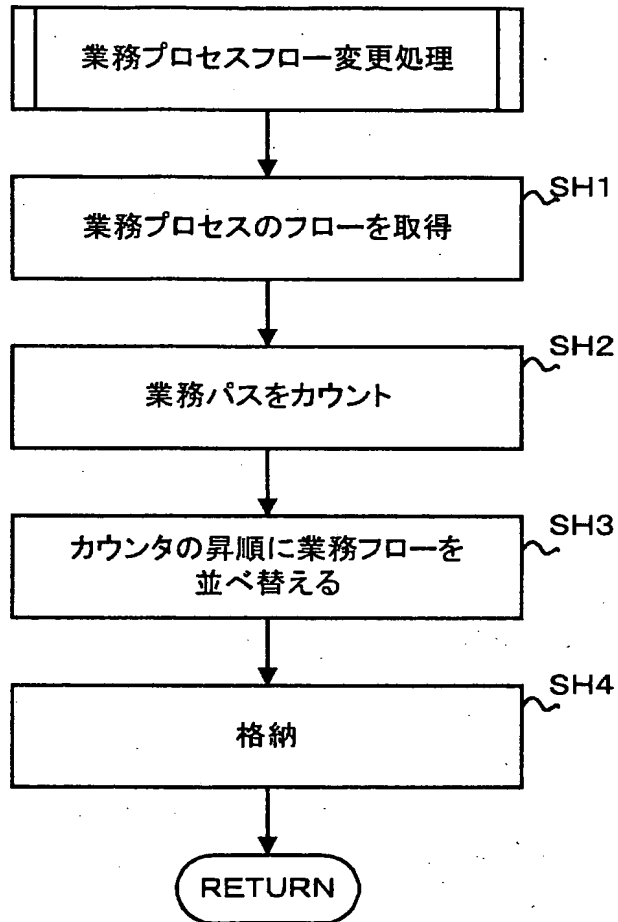 業務プロセスフロー変更処理
SH1
業務プロセスのフローを取得
SH2
業務パスをカウント
SH3
カウンタの昇順に業務フローを
並べ替える
SH4
格納
RETURN